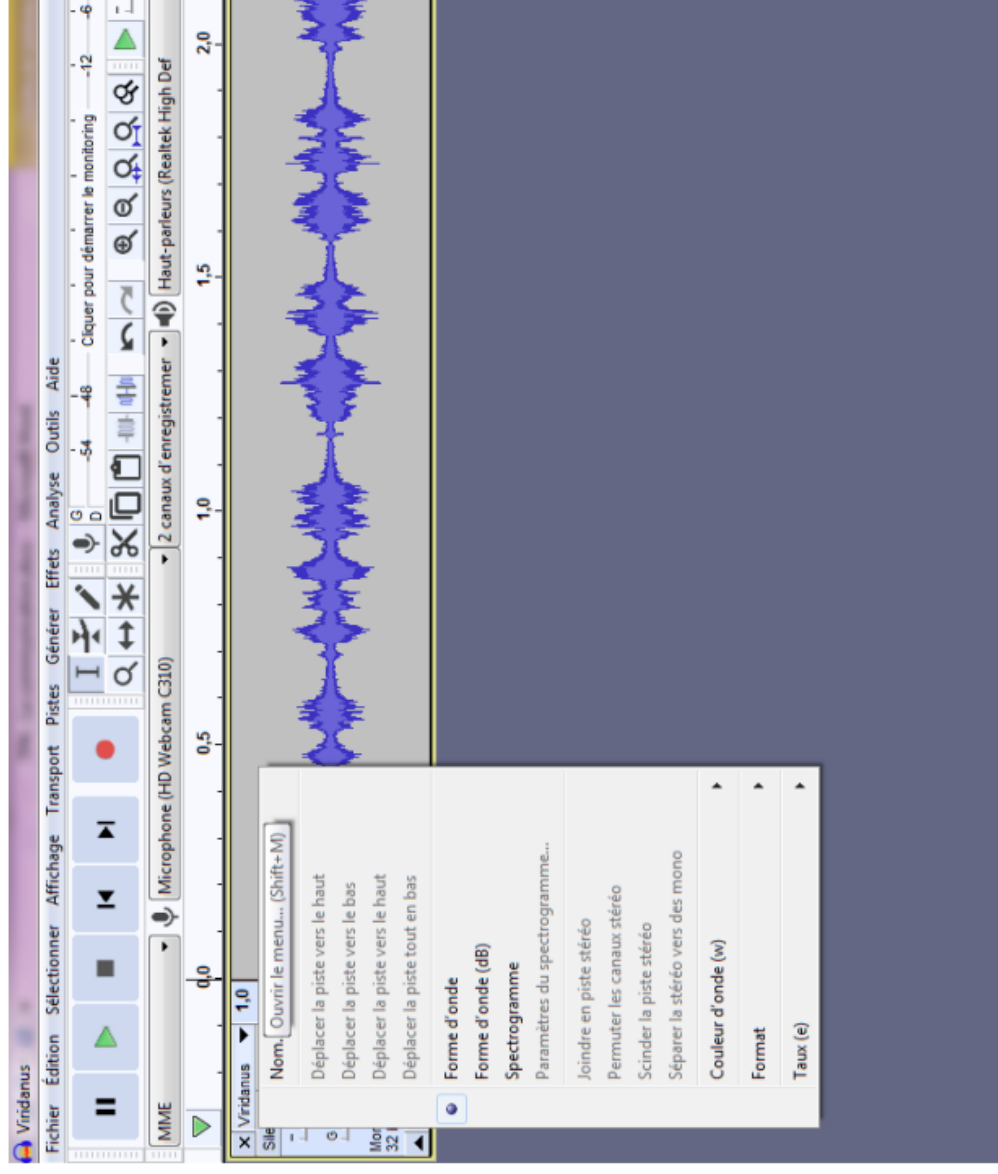 Viridanus
Fichier Édition Sélectionner Affichage Transport Pistes Générer Effets Analyse Outils Aide
G
D
-54 -48 Cliquer pour démarrer le monitoring -12 -6
MME Microphone (HD Webcam C310) 2 canaux d'enregistremer Haut-parleurs (Realtek High Def
0,0 0,5 1,0 1,5 2,0
Viridanus 1,0
Sile
G
Mor
32
Nom. Ouvrir le menu... (Shift+M)
Déplacer la piste vers le haut
Déplacer la piste vers le bas
Déplacer la piste vers le haut
Déplacer la piste tout en bas
Forme d'onde
Forme d'onde (dB)
Spectrogramme
Paramètres du spectrogramme...
Joindre en piste stéréo
Permuter les canaux stéréo
Scinder la piste stéréo
Séparer la stéréo vers des mono
Couleur d'onde (w)
Format
Taux (e)